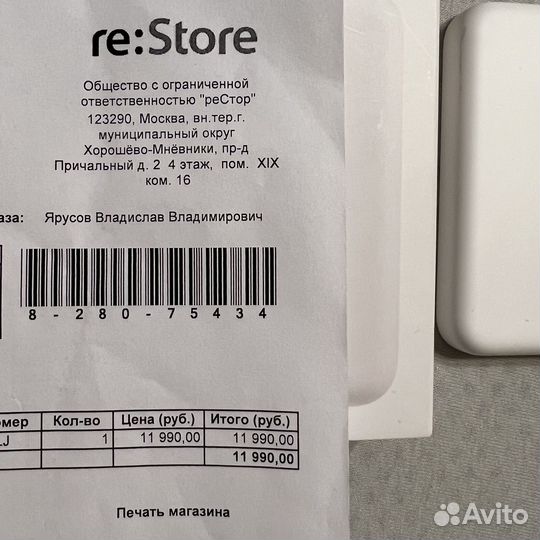 re:Store
Общество с ограниченной
ответственностью "реСтор"
123290, Москва, вн.тер.г.
муниципальный округ
Хорошёво-Мнёвники, пр-д
Причальный д. 2 4 этаж, пом. XIX
ком. 16
аза: Ярусов Владислав Владимирович
8-280-75434
омер Кол-во Цена (руб.) Итого (руб.)
LJ 1 11 990,00 11 990,00
11 990,00
Печать магазина
Avito